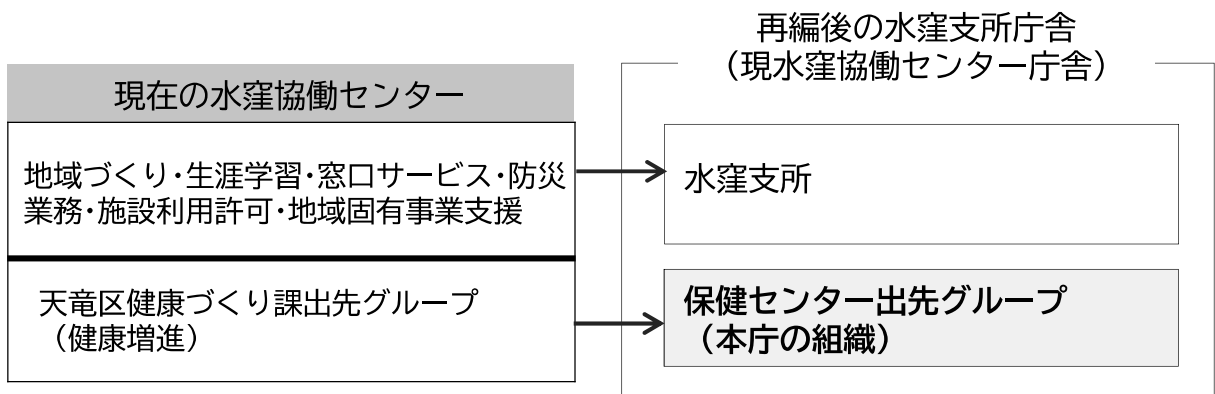 再編後の水窪支所庁舎
（現水窪協働センター庁舎）
現在の水窪協働センター
地域づくり・生涯学習・窓口サービス・防災
業務・施設利用許可・地域固有事業支援
水窪支所
天竜区健康づくり課出先グループ
（健康増進）
保健センター出先グループ
（本庁の組織）